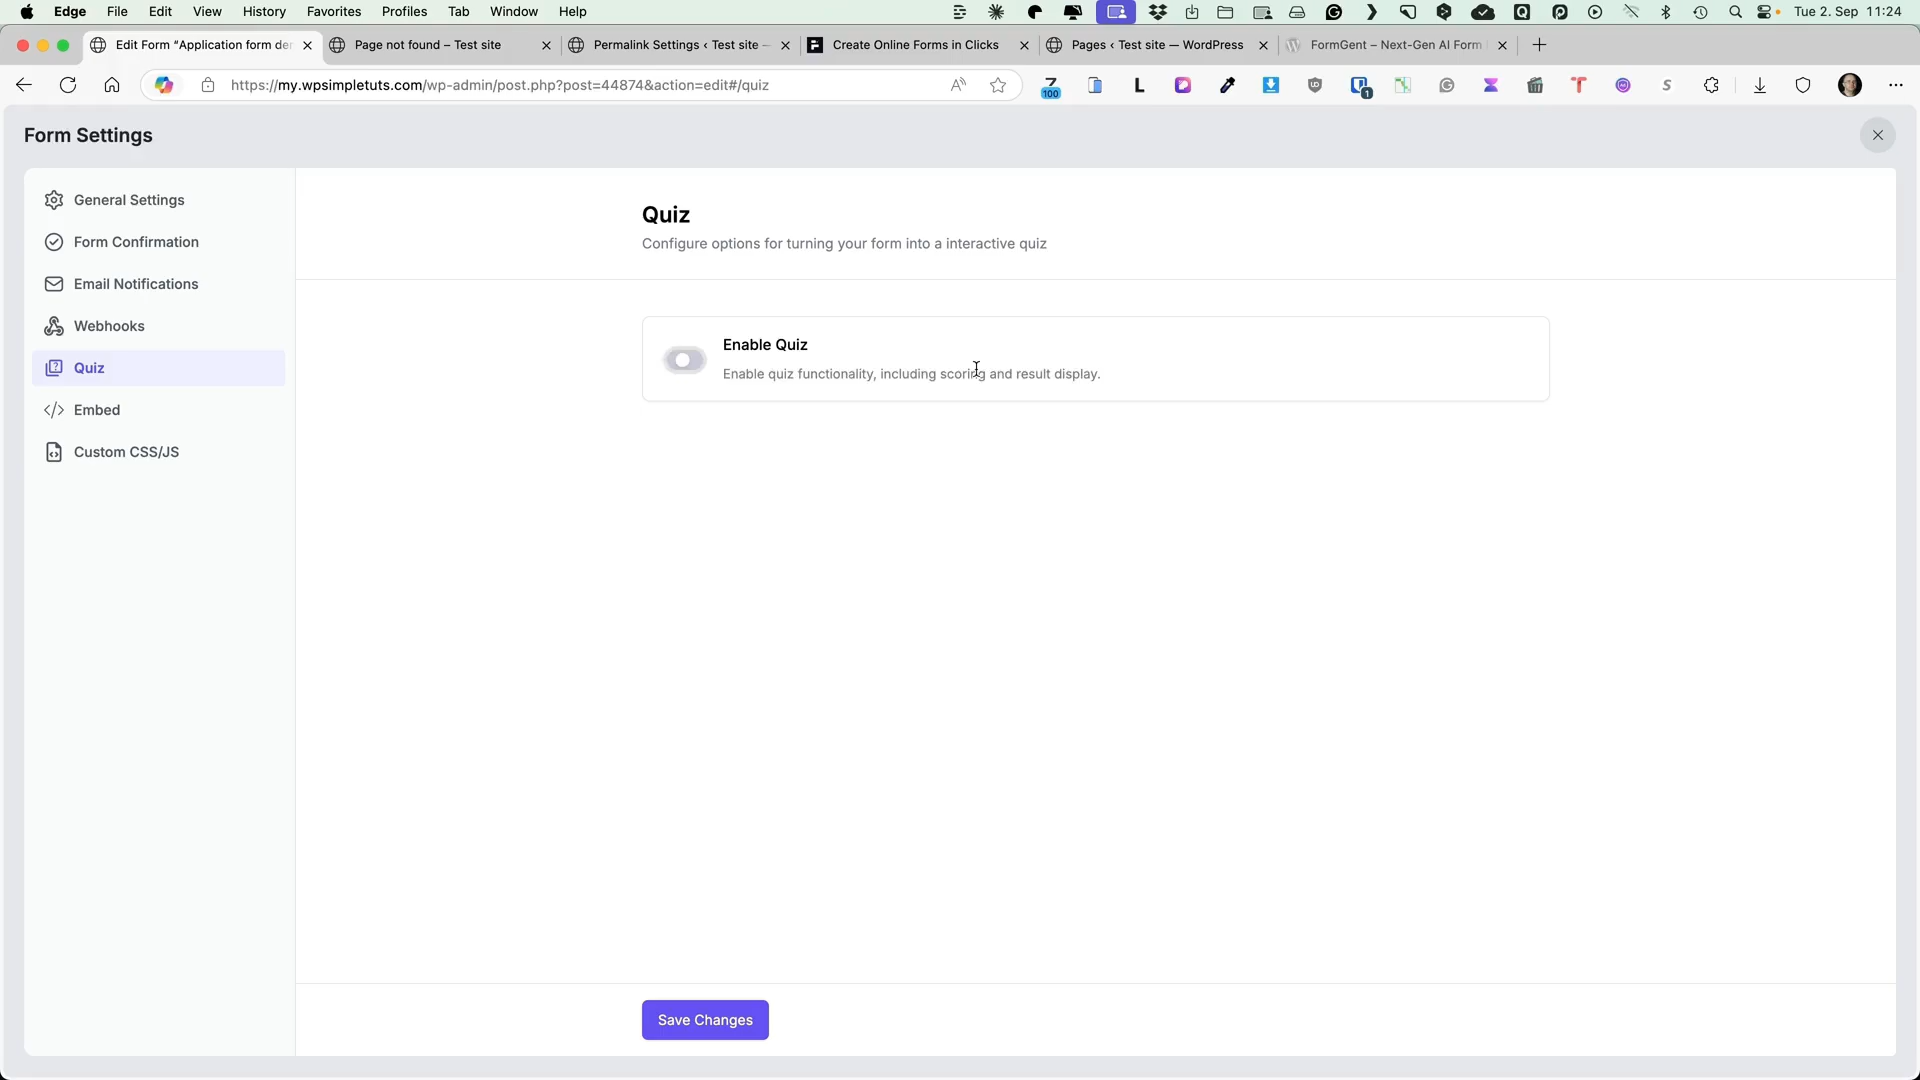 Edge File Edit View History Favorites Profiles Tab Window Help Tue 2. Sep 11:24
Edit Form “Application form der Page not found – Test site Permalink Settings ‹ Test site – Create Online Forms in Clicks Pages ‹ Test site — WordPress FormGent – Next-Gen AI Form
https://my.wpsimpletuts.com/wp-admin/post.php?post=44874&action=edit#/quiz
Form Settings
General Settings
Form Confirmation
Email Notifications
Webhooks
Quiz
Embed
Custom CSS/JS
Quiz
Configure options for turning your form into a interactive quiz
Enable Quiz
Enable quiz functionality, including scoring and result display.
Save Changes